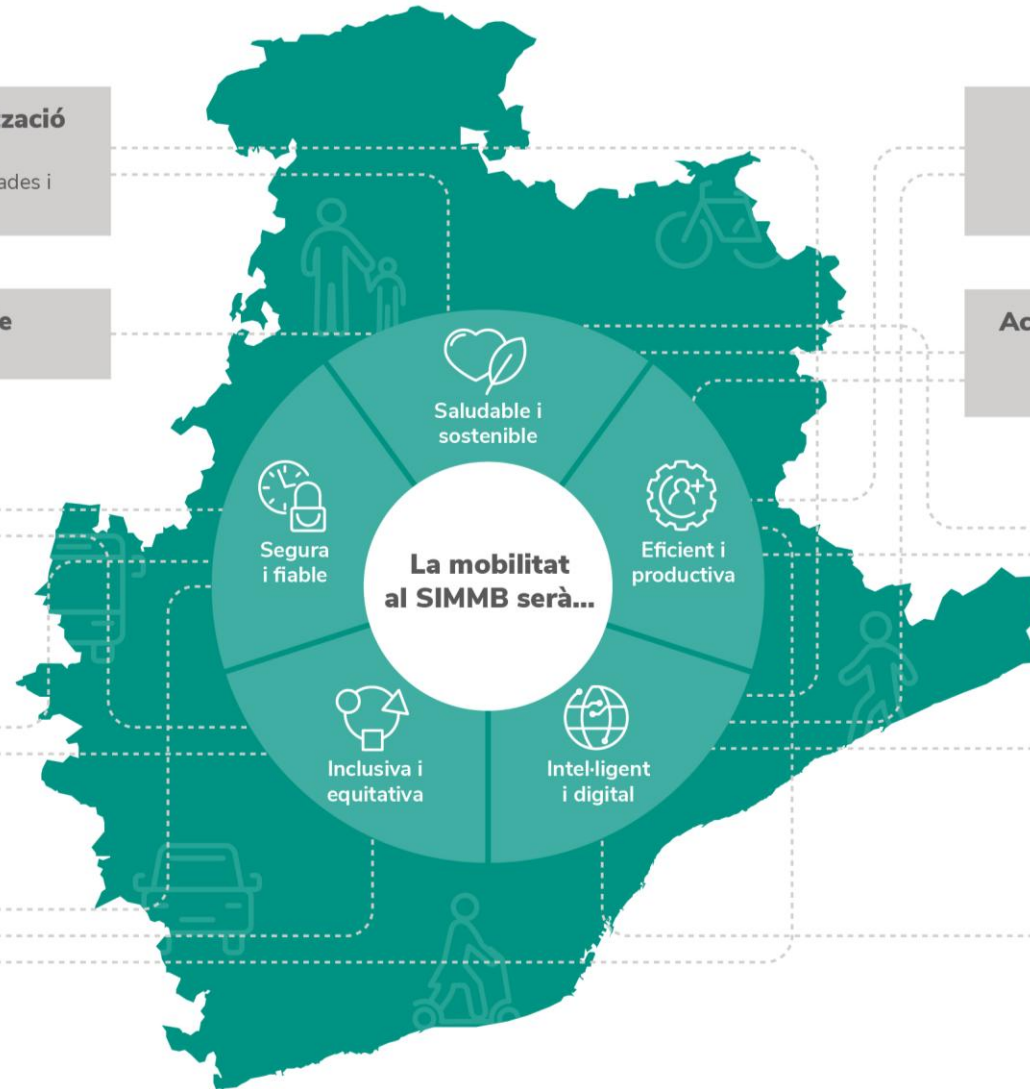 zació
ades i
e
Ac
Saludable i
sostenible
Segura
i fiable
Eficient i
productiva
La mobilitat
al SIMMB serà...
Inclusiva i
equitativa
Intel·ligent
i digital